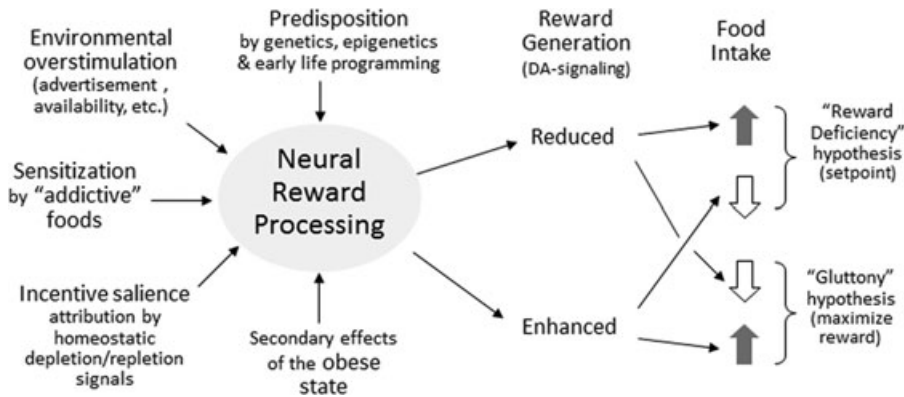 Environmental
overstimulation
(advertisement ,
availability, etc.)
Predisposition
by genetics, epigenetics
& early life programming
Reward
Generation
(DA-signaling)
Food
Intake
Sensitization
by "addictive"
foods
Neural
Reward
Processing
Reduced
"Reward
Deficiency"
hypothesis
(setpoint)
Incentive salience
attribution by
homeostatic
depletion/repletion
signals
Secondary effects
of the obese
state
Enhanced
"Gluttony"
hypothesis
(maximize
reward)